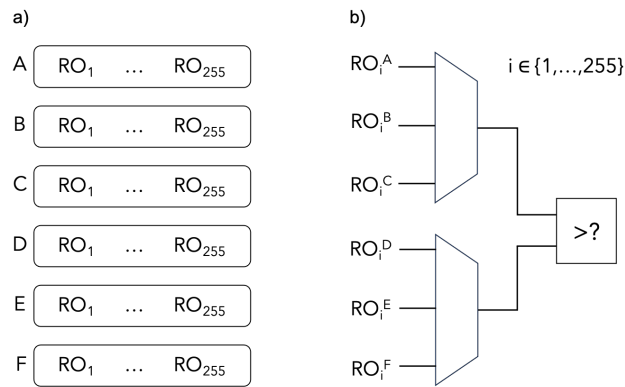 a)
A RO₁ ... RO₂₅₅
B RO₁ ... RO₂₅₅
C RO₁ ... RO₂₅₅
D RO₁ ... RO₂₅₅
E RO₁ ... RO₂₅₅
F RO₁ ... RO₂₅₅
b)
i ∈ {1,...,255}
ROᵢᴬ
ROᵢᴮ
ROᵢC
ROᵢᴰ
ROᵢᴱ
ROᵢF
>?